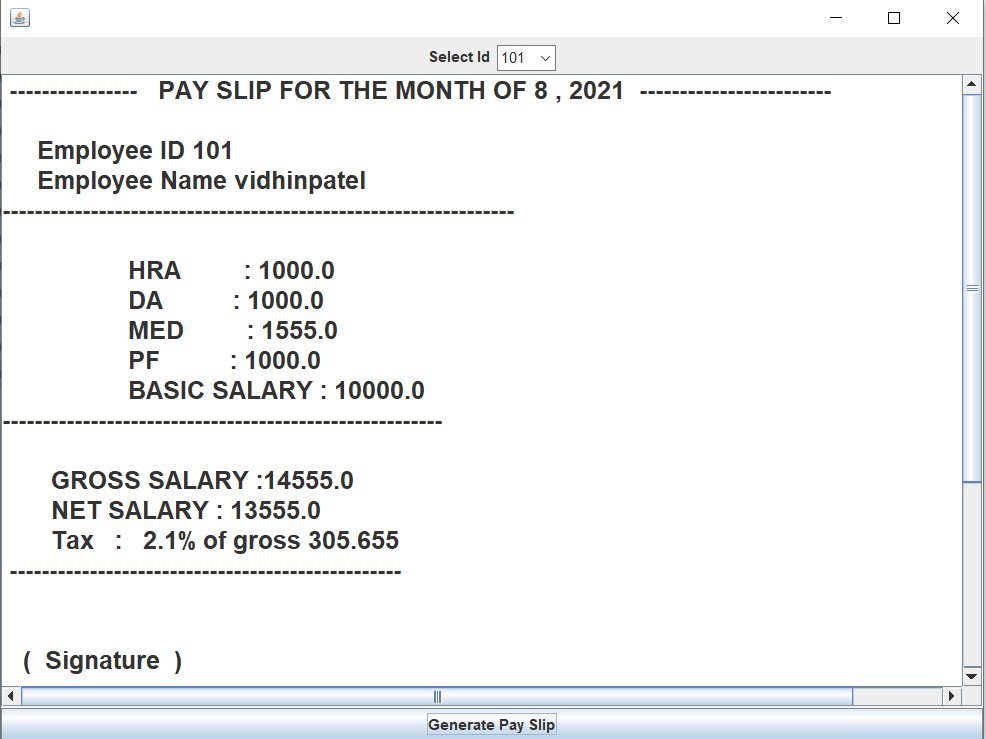 Select Id 101
---------------- PAY SLIP FOR THE MONTH OF 8 , 2021 ------------------------
Employee ID 101
Employee Name vidhinpatel
----------------------------------------------------------------
HRA : 1000.0
DA : 1000.0
MED : 1555.0
PF : 1000.0
BASIC SALARY : 10000.0
-------------------------------------------------------
GROSS SALARY :14555.0
NET SALARY : 13555.0
Tax : 2.1% of gross 305.655
-------------------------------------------------
( Signature )
Generate Pay Slip